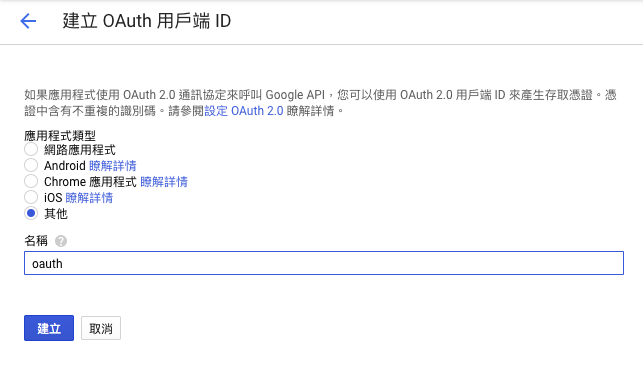 建立 OAuth 用戶端 ID
如果應用程式使用 OAuth 2.0 通訊協定來呼叫 Google API，您可以使用 OAuth 2.0 用戶端 ID 來產生存取憑證。憑
證中含有不重複的識別碼。請參閱設定 OAuth 2.0 瞭解詳情。
應用程式類型
網路應用程式
Android 瞭解詳情
Chrome 應用程式 瞭解詳情
iOS 瞭解詳情
其他
名稱 ?
oauth
建立 取消